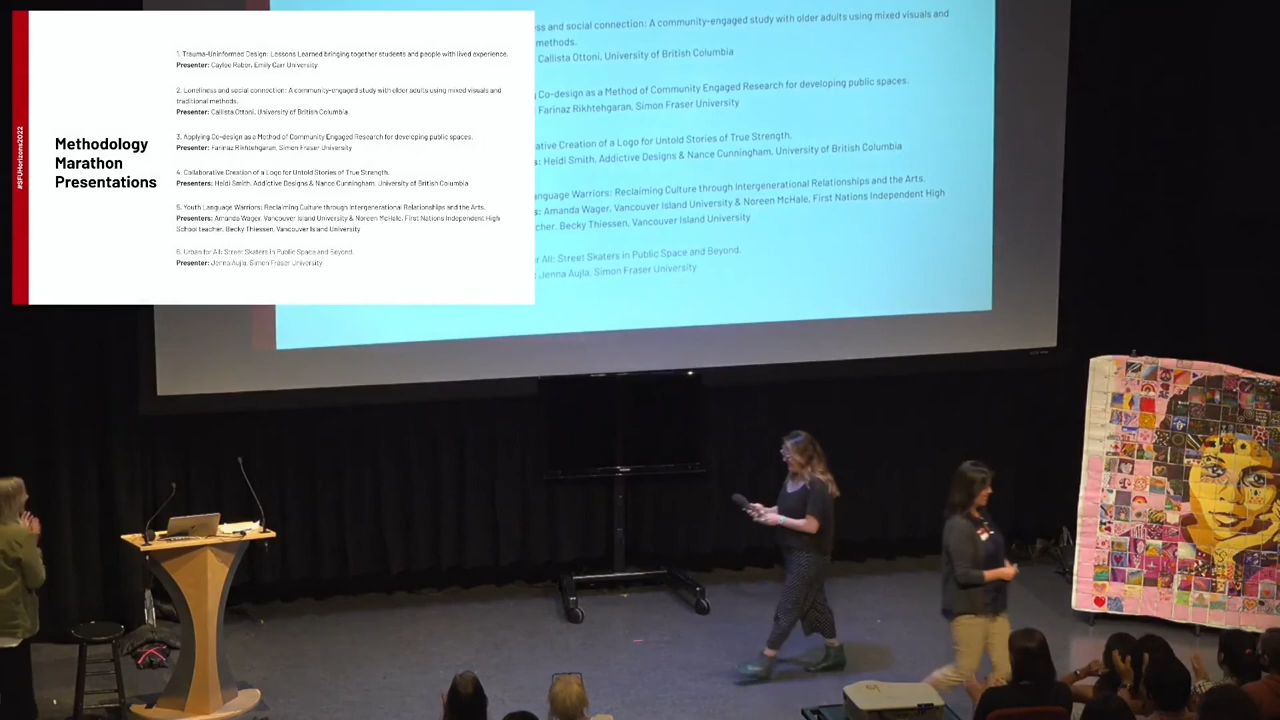 #SFUHorizons2022
Methodology
Marathon
Presentations
1. Trauma-Uninformed Design: Lessons Learned bringing together students and people with lived experience.
Presenter: Caylee Raber, Emily Carr University
2. Loneliness and social connection: A community-engaged study with older adults using mixed visuals and
traditional methods.
Presenter: Callista Ottoni, University of British Columbia
3. Applying Co-design as a Method of Community Engaged Research for developing public spaces.
Presenter: Farinaz Rikhtehgaran, Simon Fraser University
4. Collaborative Creation of a Logo for Untold Stories of True Strength.
Presenters: Heidi Smith, Addictive Designs & Nance Cunningham, University of British Columbia
5. Youth Language Warriors: Reclaiming Culture through Intergenerational Relationships and the Arts.
Presenters: Amanda Wager, Vancouver Island University & Noreen McHale, First Nations Independent High
School teacher, Becky Thiessen, Vancouver Island University
6. Urban for All: Street Skaters in Public Space and Beyond.
Presenter: Jenna Aujla, Simon Fraser University
ss and social connection: A community-engaged study with older adults using mixed visuals and
methods.
Callista Ottoni, University of British Columbia
Co-design as a Method of Community Engaged Research for developing public spaces.
Farinaz Rikhtehgaran, Simon Fraser University
ative Creation of a Logo for Untold Stories of True Strength.
s: Heidi Smith, Addictive Designs & Nance Cunningham, University of British Columbia
anguage Warriors: Reclaiming Culture through Intergenerational Relationships and the Arts.
s: Amanda Wager, Vancouver Island University & Noreen McHale, First Nations Independent High
cher, Becky Thiessen, Vancouver Island University
r All: Street Skaters in Public Space and Beyond.
Jenna Aujla, Simon Fraser University